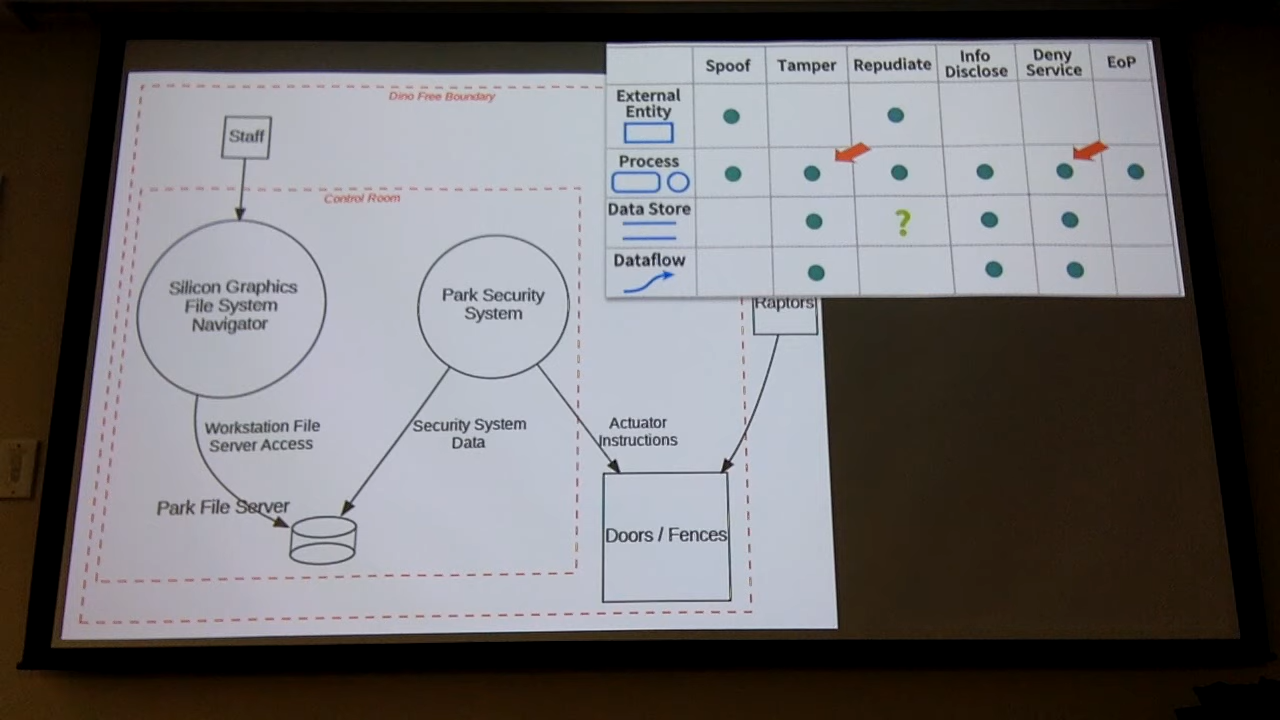 Dino Free Boundary
Staff
Control Room
Silicon Graphics
File System
Navigator
Park Security
System
Workstation File
Server Access
Security System
Data
Actuator
Instructions
Park File Server
Doors / Fences
Raptors
Spoof
Tamper
Repudiate
Info
Disclose
Deny
Service
EoP
External
Entity
Process
Data Store
?
Dataflow